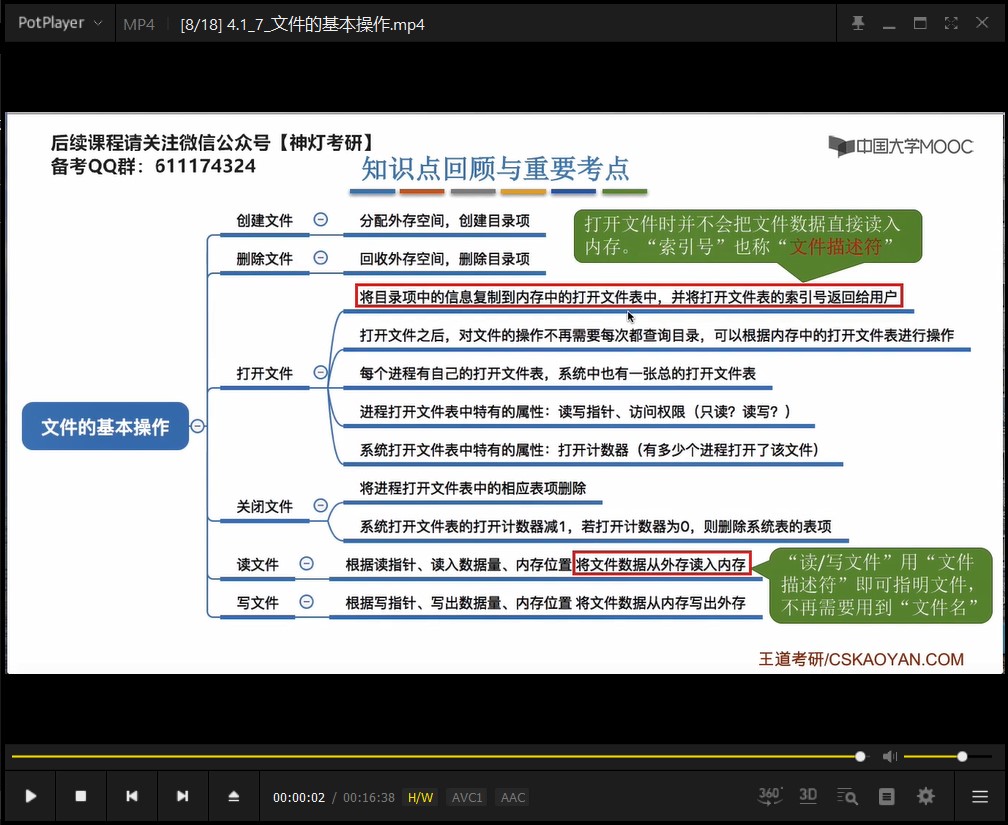 PotPlayer MP4 [8/18] 4.1_7_文件的基本操作.mp4
后续课程请关注微信公众号【神灯考研】
备考QQ群：611174324
中国大学MOOC
知识点回顾与重要考点
创建文件 分配外存空间，创建目录项
删除文件 回收外存空间，删除目录项
打开文件时并不会把文件数据直接读入
内存。“索引号”也称“文件描述符”
将目录项中的信息复制到内存中的打开文件表中，并将打开文件表的索引号返回给用户
打开文件之后，对文件的操作不再需要每次都查询目录，可以根据内存中的打开文件表进行操作
打开文件 每个进程有自己的打开文件表，系统中也有一张总的打开文件表
进程打开文件表中特有的属性：读写指针、访问权限（只读？读写？）
文件的基本操作
系统打开文件表中特有的属性：打开计数器（有多少个进程打开了该文件）
将进程打开文件表中的相应表项删除
关闭文件
系统打开文件表的打开计数器减1，若打开计数器为0，则删除系统表的表项
读文件 根据读指针、读入数据量、内存位置将文件数据从外存读入内存
写文件 根据写指针、写出数据量、内存位置 将文件数据从内存写出外存
“读/写文件”用“文件
描述符”即可指明文件，
不再需要用到“文件名”
王道考研/CSKAOYAN.COM
00:00:02 / 00:16:38 H/W AVC1 AAC 360° 3D